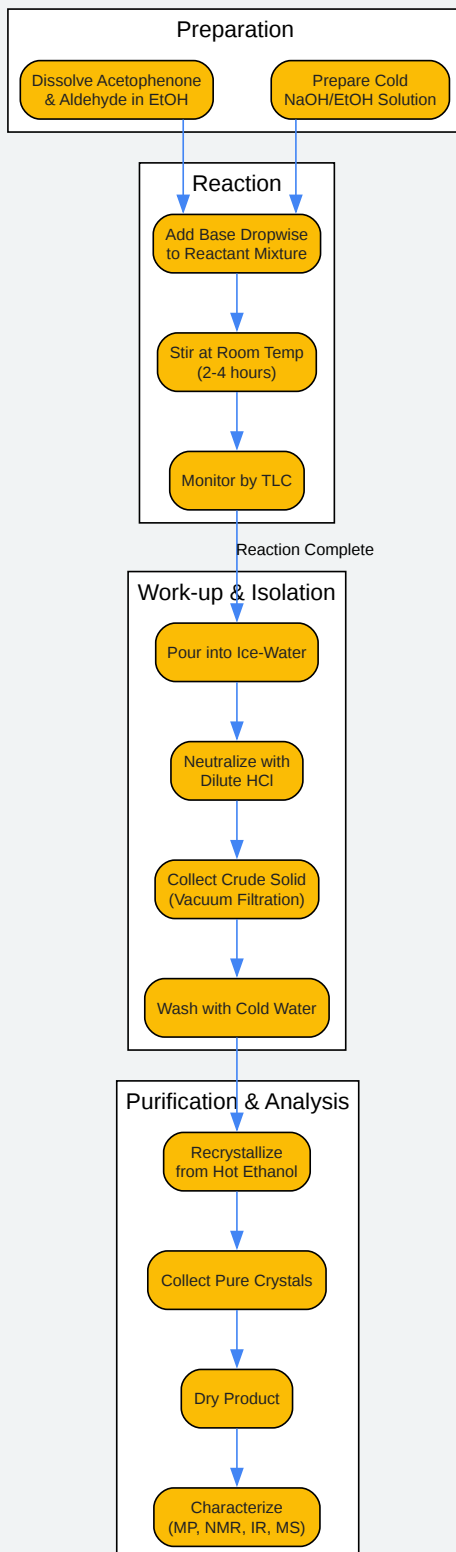 Preparation
Dissolve Acetophenone
& Aldehyde in EtOH
Prepare Cold
NaOH/EtOH Solution
Reaction
Add Base Dropwise
to Reactant Mixture
Stir at Room Temp
(2-4 hours)
Monitor by TLC
Reaction Complete
Work-up & Isolation
Pour into Ice-Water
Neutralize with
Dilute HCl
Collect Crude Solid
(Vacuum Filtration)
Wash with Cold Water
Purification & Analysis
Recrystallize
from Hot Ethanol
Collect Pure Crystals
Dry Product
Characterize
(MP, NMR, IR, MS)